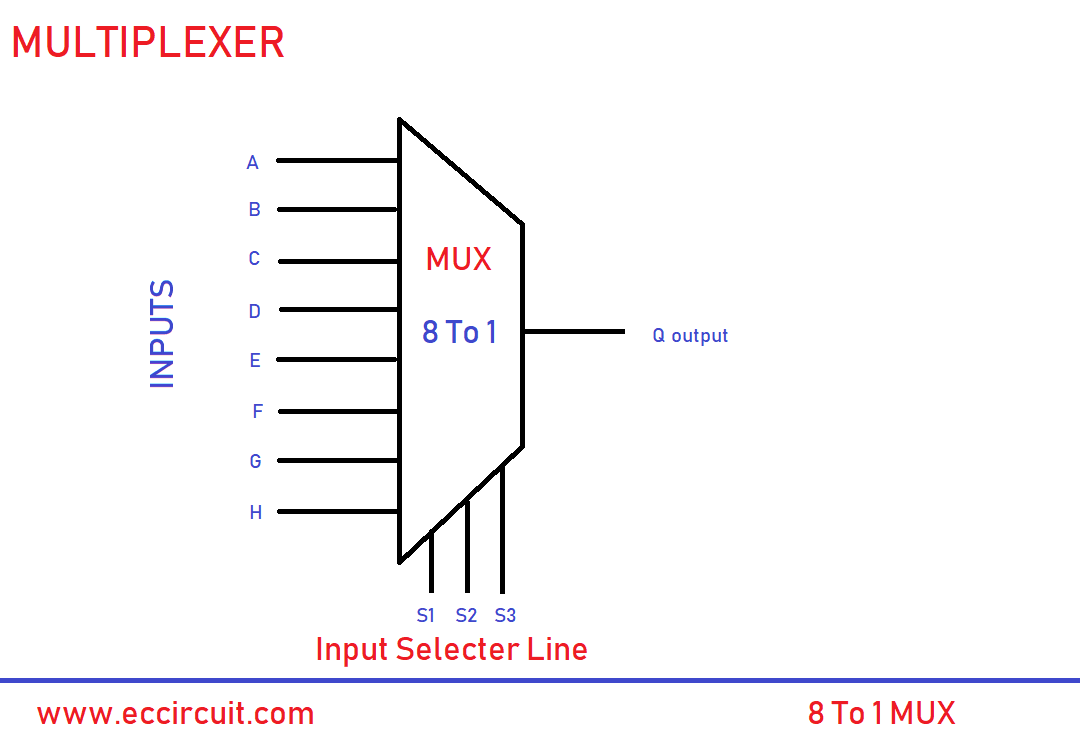 MULTIPLEXER
A
B
C
D
E
F
G
H
INPUTS
MUX
8 To 1
Q output
S1 S2 S3
Input Selecter Line
www.eccircuit.com
8 To 1 MUX